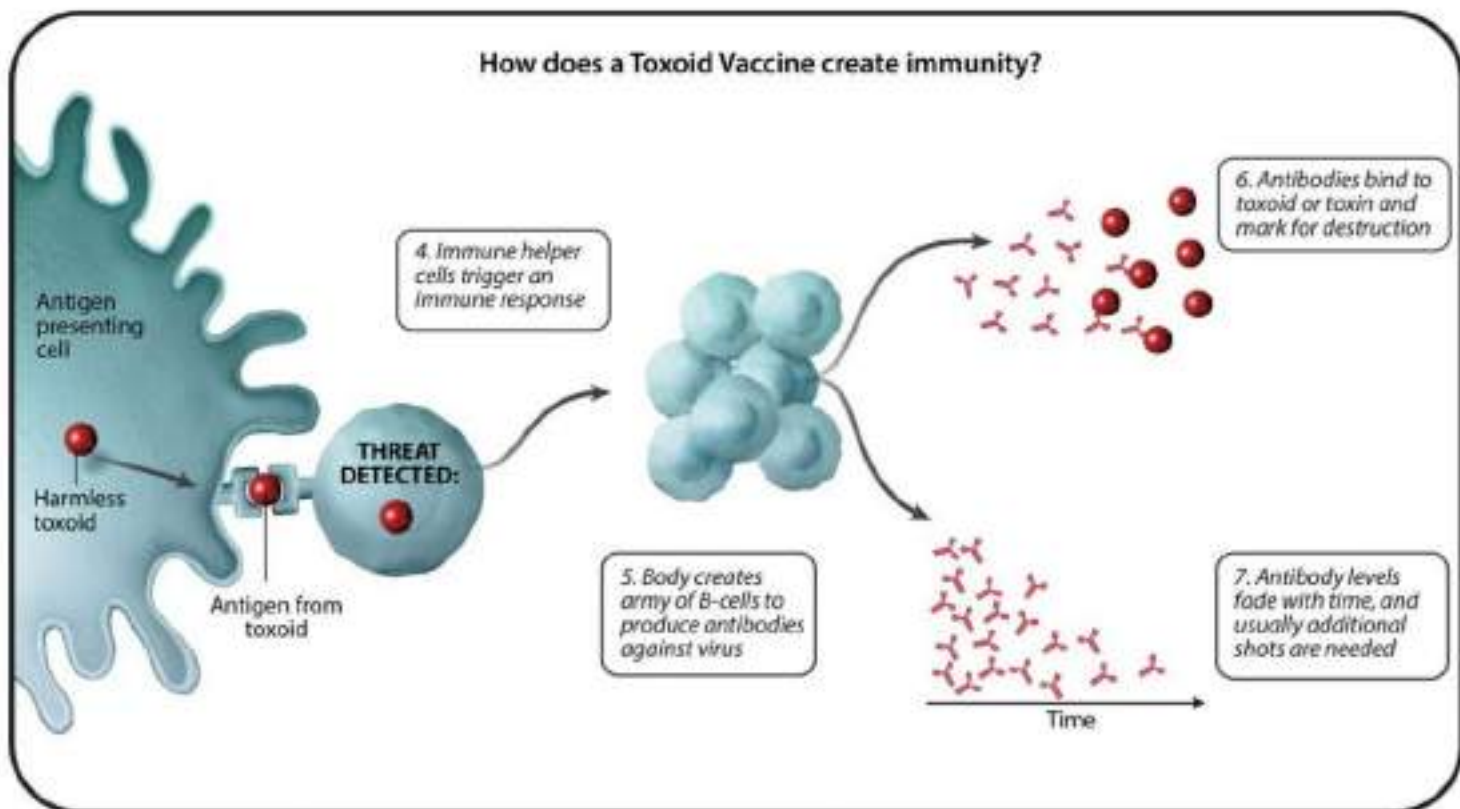 How does a Toxoid Vaccine create immunity?
4. Immune helper
cells trigger an
immune response
6. Antibodies bind to
toxoid or toxin and
mark for destruction
Antigen
presenting
cell
THREAT
DETECTED:
Harmless
toxoid
Antigen from
toxoid
5. Body creates
army of B-cells to
produce antibodies
against virus
7. Antibody levels
fade with time, and
usually additional
shots are needed
Time